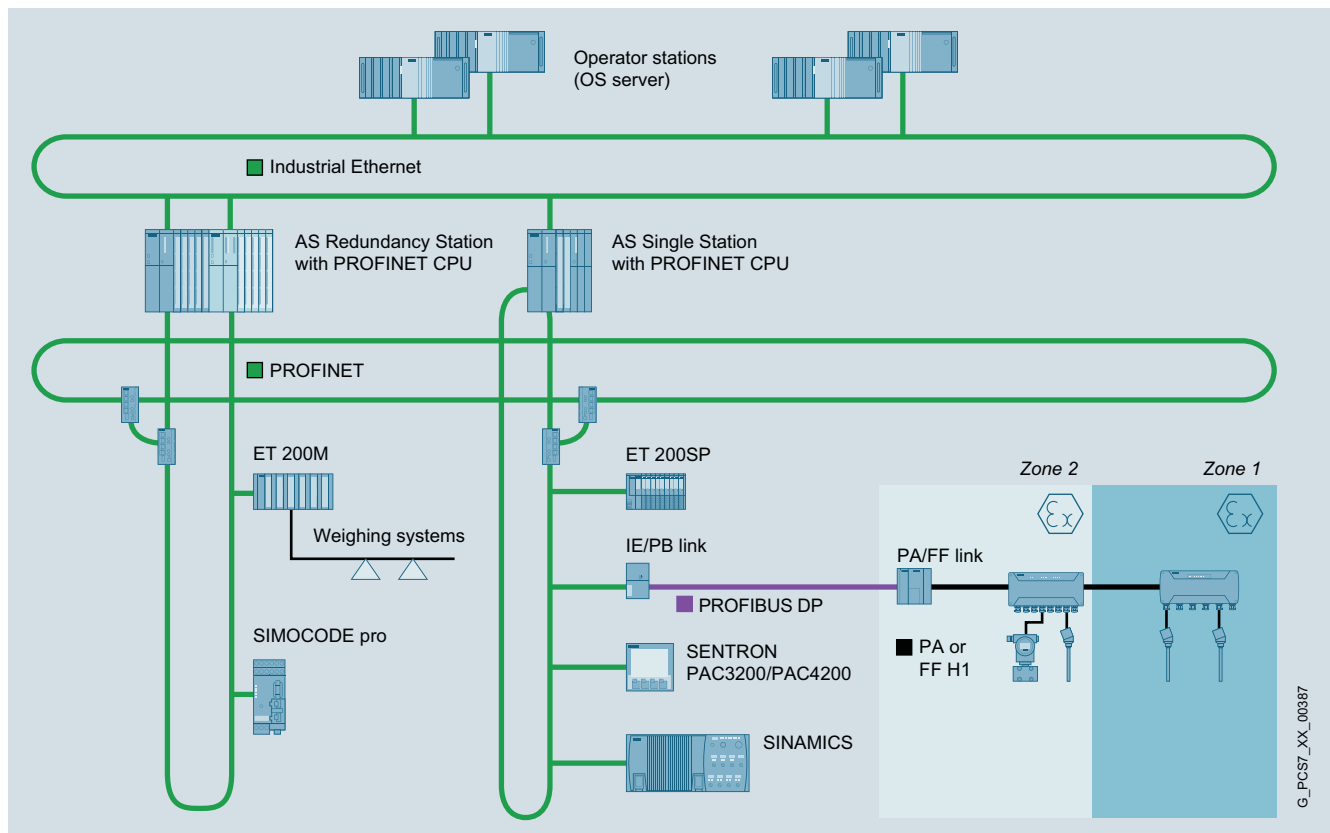 Operator stations
(OS server)
Industrial Ethernet
AS Redundancy Station
with PROFINET CPU
AS Single Station
with PROFINET CPU
PROFINET
ET 200M
Weighing systems
SIMOCODE pro
ET 200SP
IE/PB link
PROFIBUS DP
SENTRON
PAC3200/PAC4200
SINAMICS
Zone 2
Zone 1
Ex
Ex
PA/FF link
PA or
FF H1
G_PCS7_XX_00387